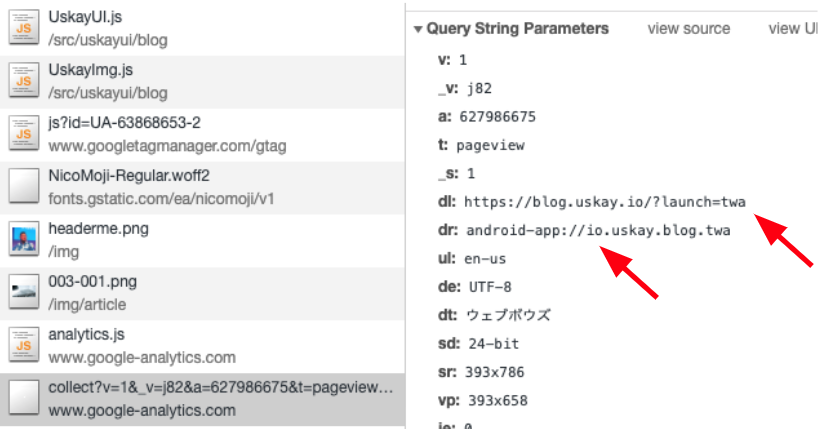 UskayUI.js
/src/uskayui/blog
UskayImg.js
/src/uskayui/blog
js?id=UA-63868653-2
www.googletagmanager.com/gtag
NicoMoji-Regular.woff2
fonts.gstatic.com/ea/nicomoji/v1
headerme.png
/img
003-001.png
/img/article
analytics.js
www.google-analytics.com
collect?v=1&_v=j82&a=627986675&t=pageview…
www.google-analytics.com
Query String Parameters view source view U
v: 1
_v: j82
a: 627986675
t: pageview
_s: 1
dl: https://blog.uskay.io/?launch=twa
dr: android-app://io.uskay.blog.twa
ul: en-us
de: UTF-8
dt: ウェブボウズ
sd: 24-bit
sr: 393x786
vp: 393x658
je: 0